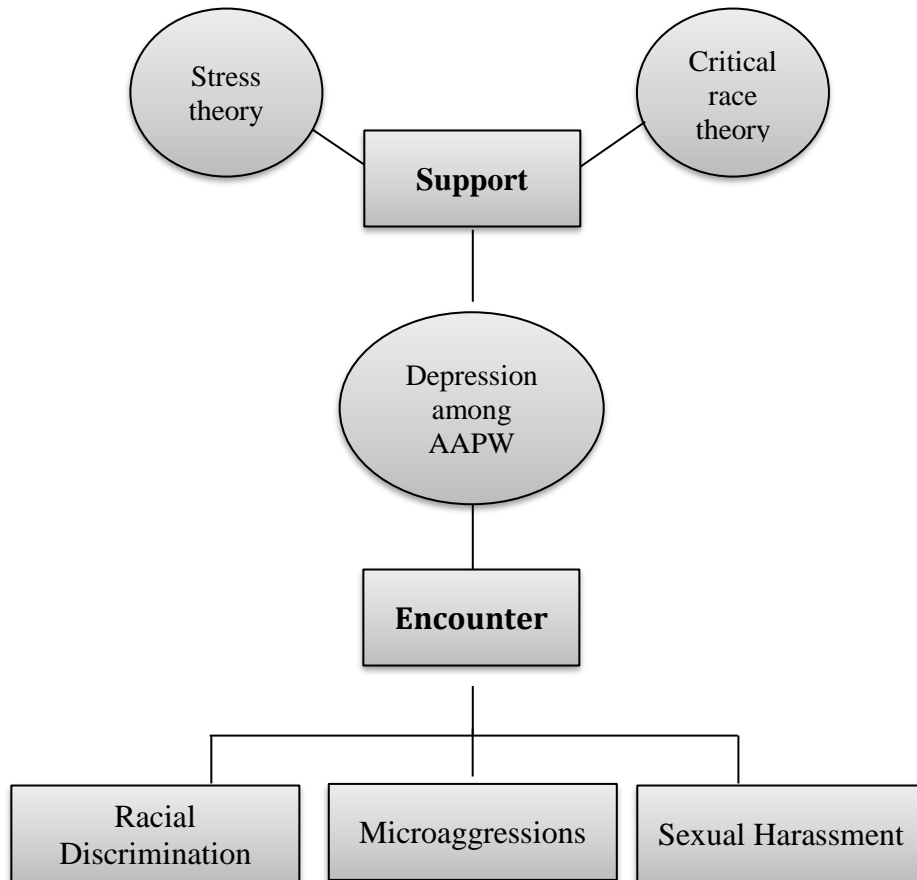 Stress
theory
Critical
race
theory
Support
Depression
among
AAPW
Encounter
Racial
Discrimination
Microaggressions
Sexual Harassment